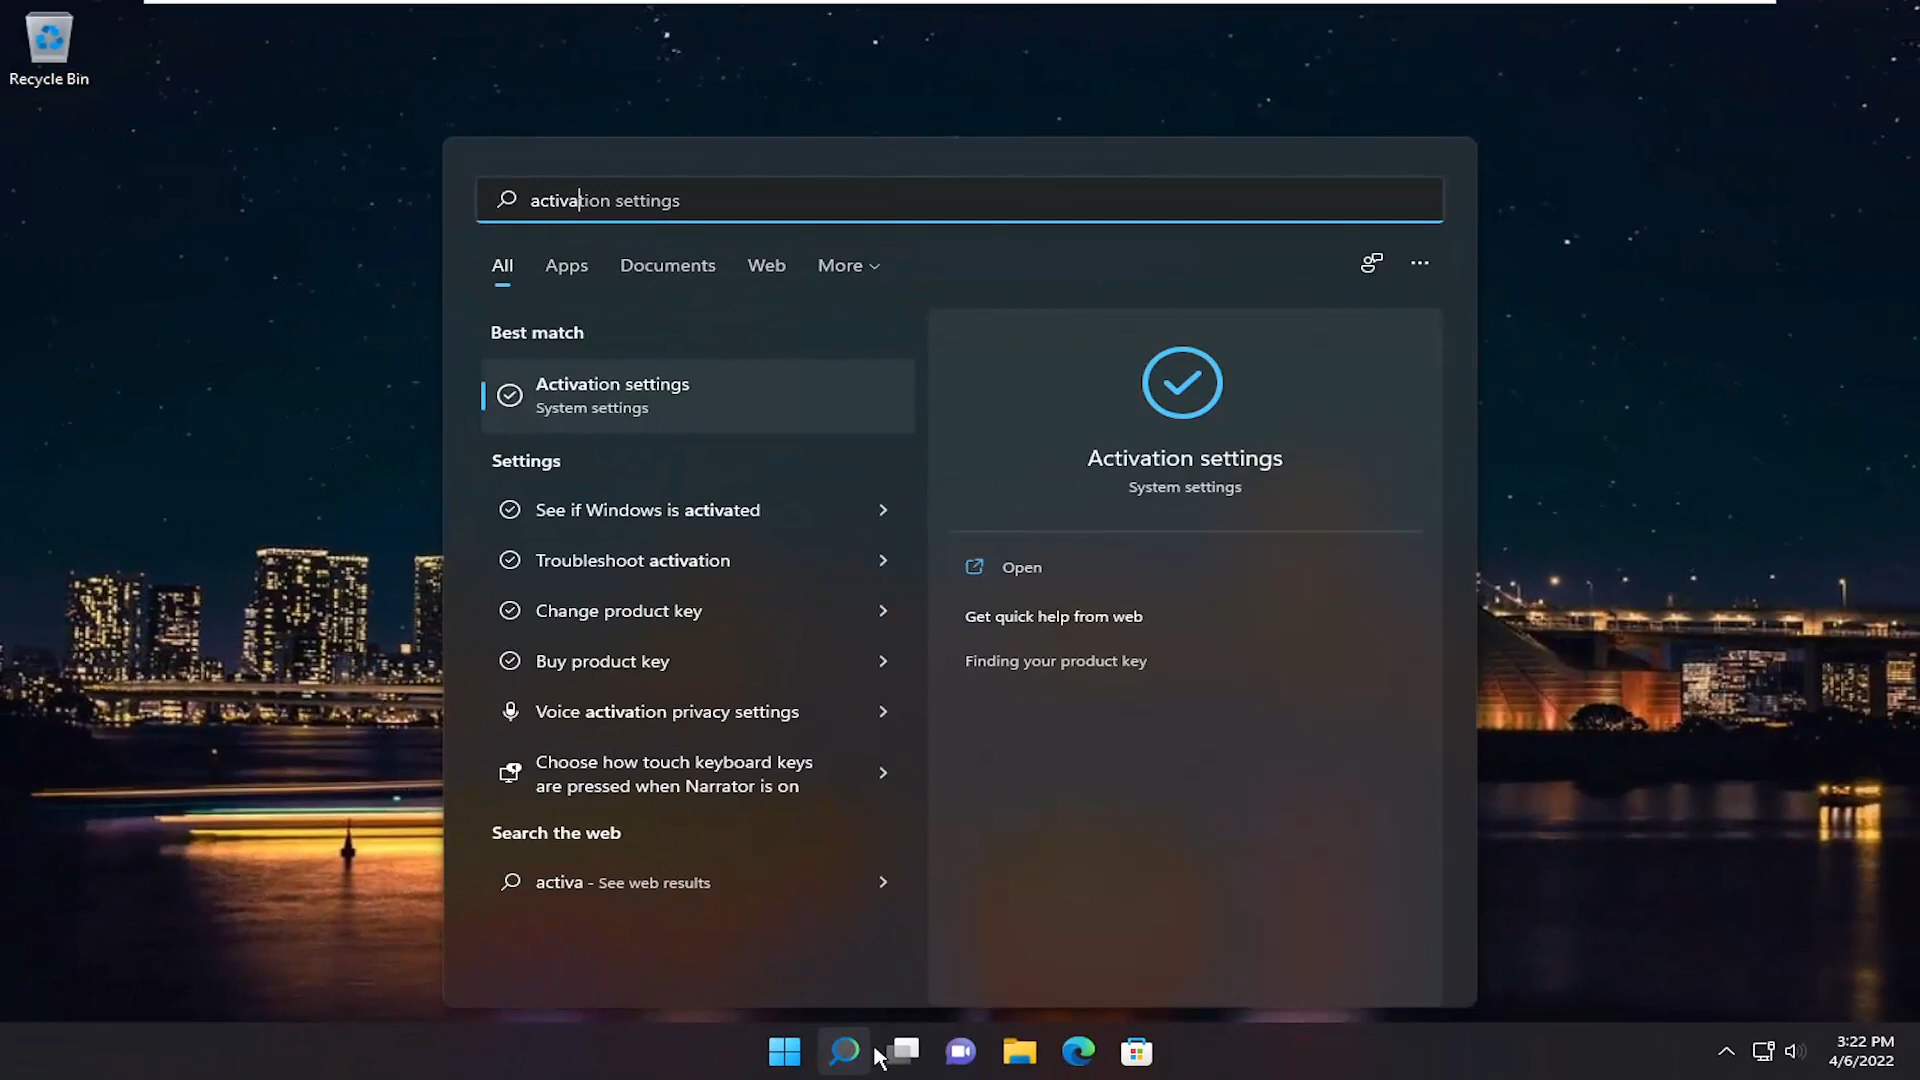 Recycle Bin
activation settings
All Apps Documents Web More
Best match
Activation settings
System settings
Settings
See if Windows is activated
Troubleshoot activation
Change product key
Buy product key
Voice activation privacy settings
Choose how touch keyboard keys
are pressed when Narrator is on
Search the web
activa - See web results
Activation settings
System settings
Open
Get quick help from web
Finding your product key
3:22 PM
4/6/2022